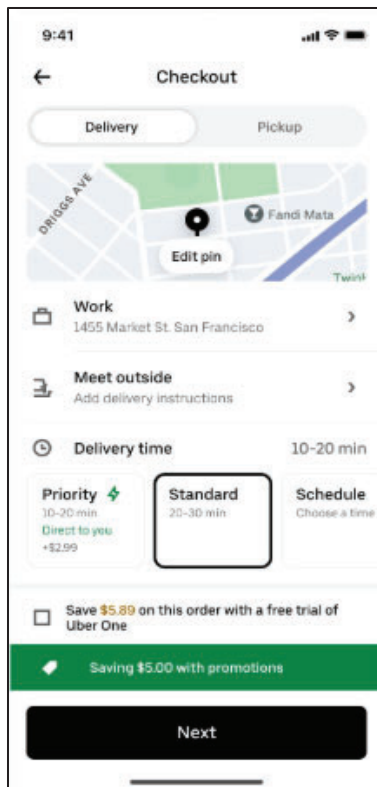 9:41
Checkout
Delivery
Pickup
DRIGGS AVE
Fandi Mata
Edit pin
Twinl
Work
1455 Market St. San Francisco
Meet outside
Add delivery instructions
Delivery time
10-20 min
Priority
10-20 min
Direct to you
+$2.99
Standard
20-30 min
Schedule
Choose a time
Save $5.89 on this order with a free trial of
Uber One
Saving $5.00 with promotions
Next